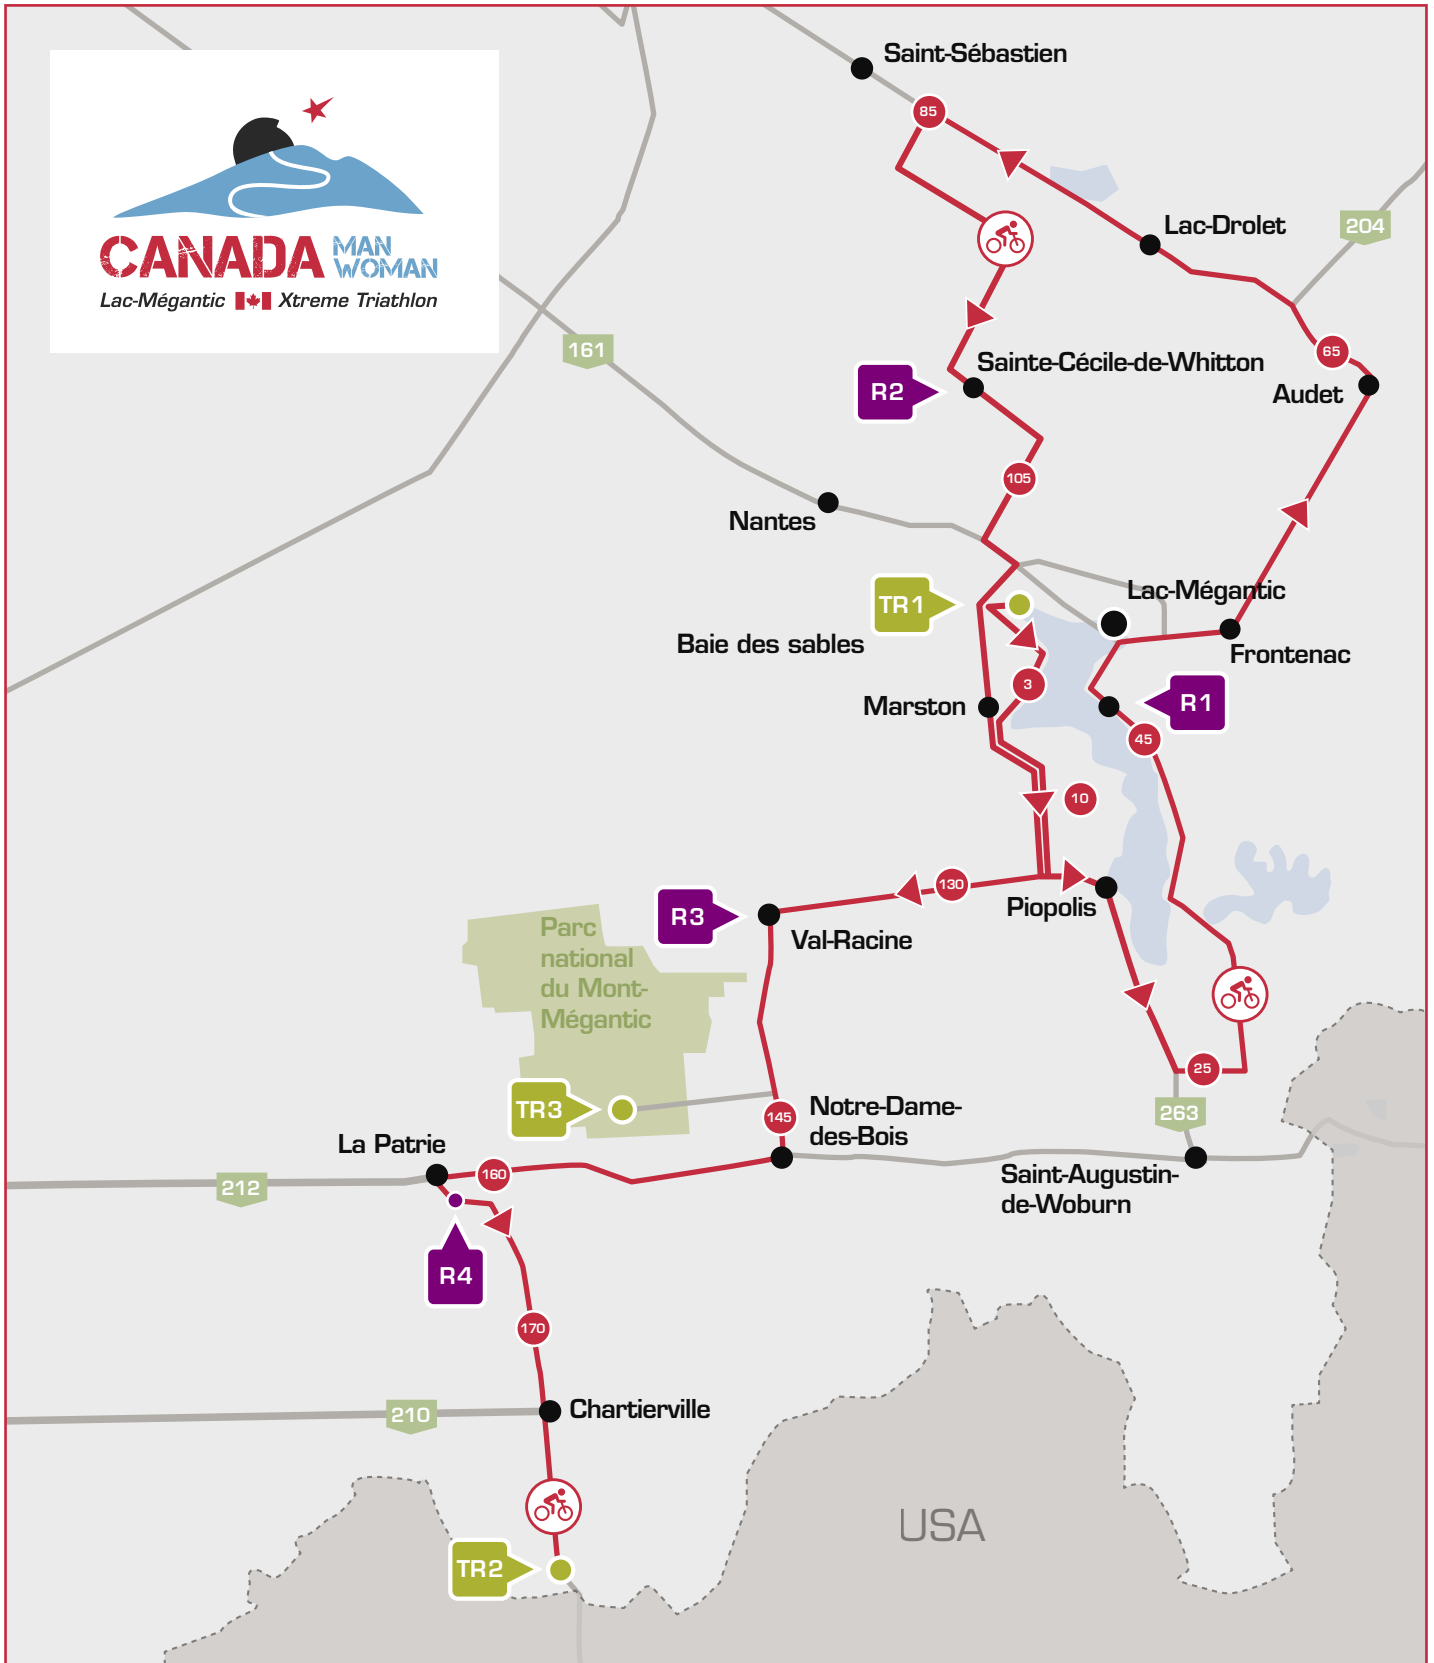 Saint-Sébastien
85
CANADA
MAN
WOMAN
Lac-Mégantic Xtreme Triathlon
Lac-Drolet
204
161
65
Sainte-Cécile-de-Whitton
R2
Audet
105
Nantes
Lac-Mégantic
TR1
Baie des sables
Frontenac
3
R1
Marston
45
10
130
Piopolis
R3
Val-Racine
Parc
national
du Mont-
Mégantic
25
TR3
145
Notre-Dame-
des-Bois
263
La Patrie
160
212
Saint-Augustin-
de-Woburn
R4
170
Chartierville
210
USA
TR2